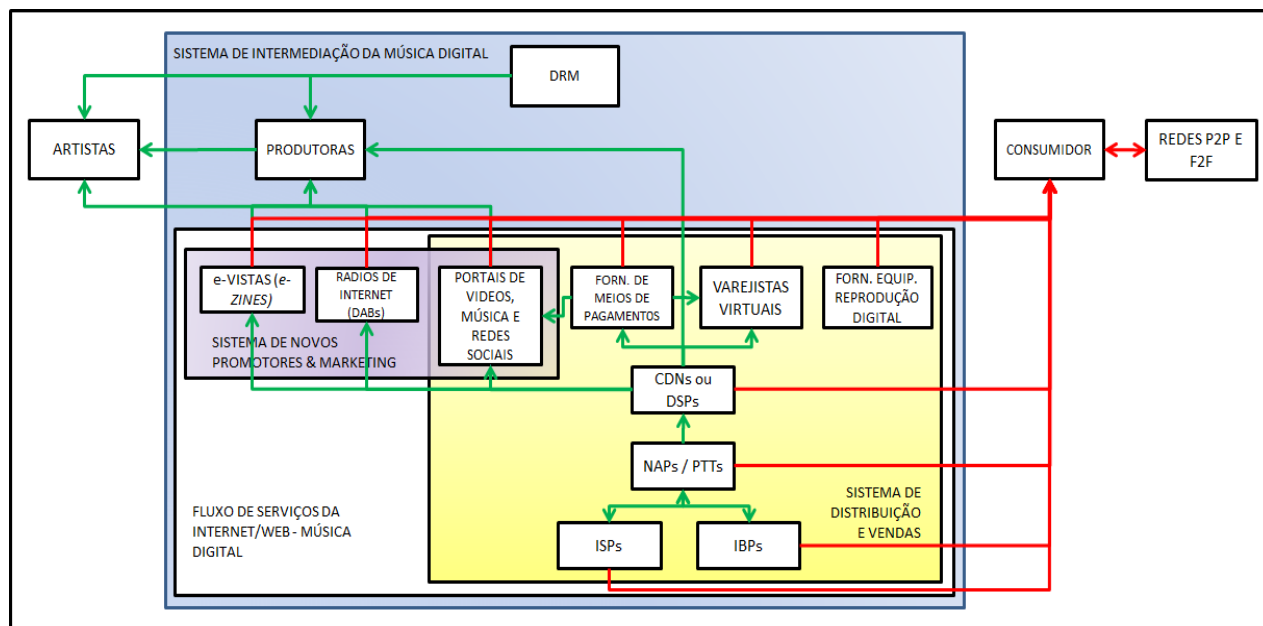 SISTEMA DE INTERMEDIAÇÃO DA MÚSICA DIGITAL
DRM
ARTISTAS
PRODUTORAS
CONSUMIDOR
REDES P2P E
F2F
e-VISTAS (e-
ZINES)
RADIOS DE
INTERNET
(DABs)
PORTAIS DE
VIDEOS,
MÚSICA E
REDES
SOCIAIS
FORN. DE
MEIOS DE
PAGAMENTOS
VAREJISTAS
VIRTUAIS
FORN. EQUIP.
REPRODUÇÃO
DIGITAL
SISTEMA DE NOVOS
PROMOTORES & MARKETING
CDNs ou
DSPs
NAPs / PTTs
FLUXO DE SERVIÇOS DA
INTERNET/WEB - MÚSICA
DIGITAL
SISTEMA DE
DISTRIBUIÇÃO
E VENDAS
ISPs
IBPs